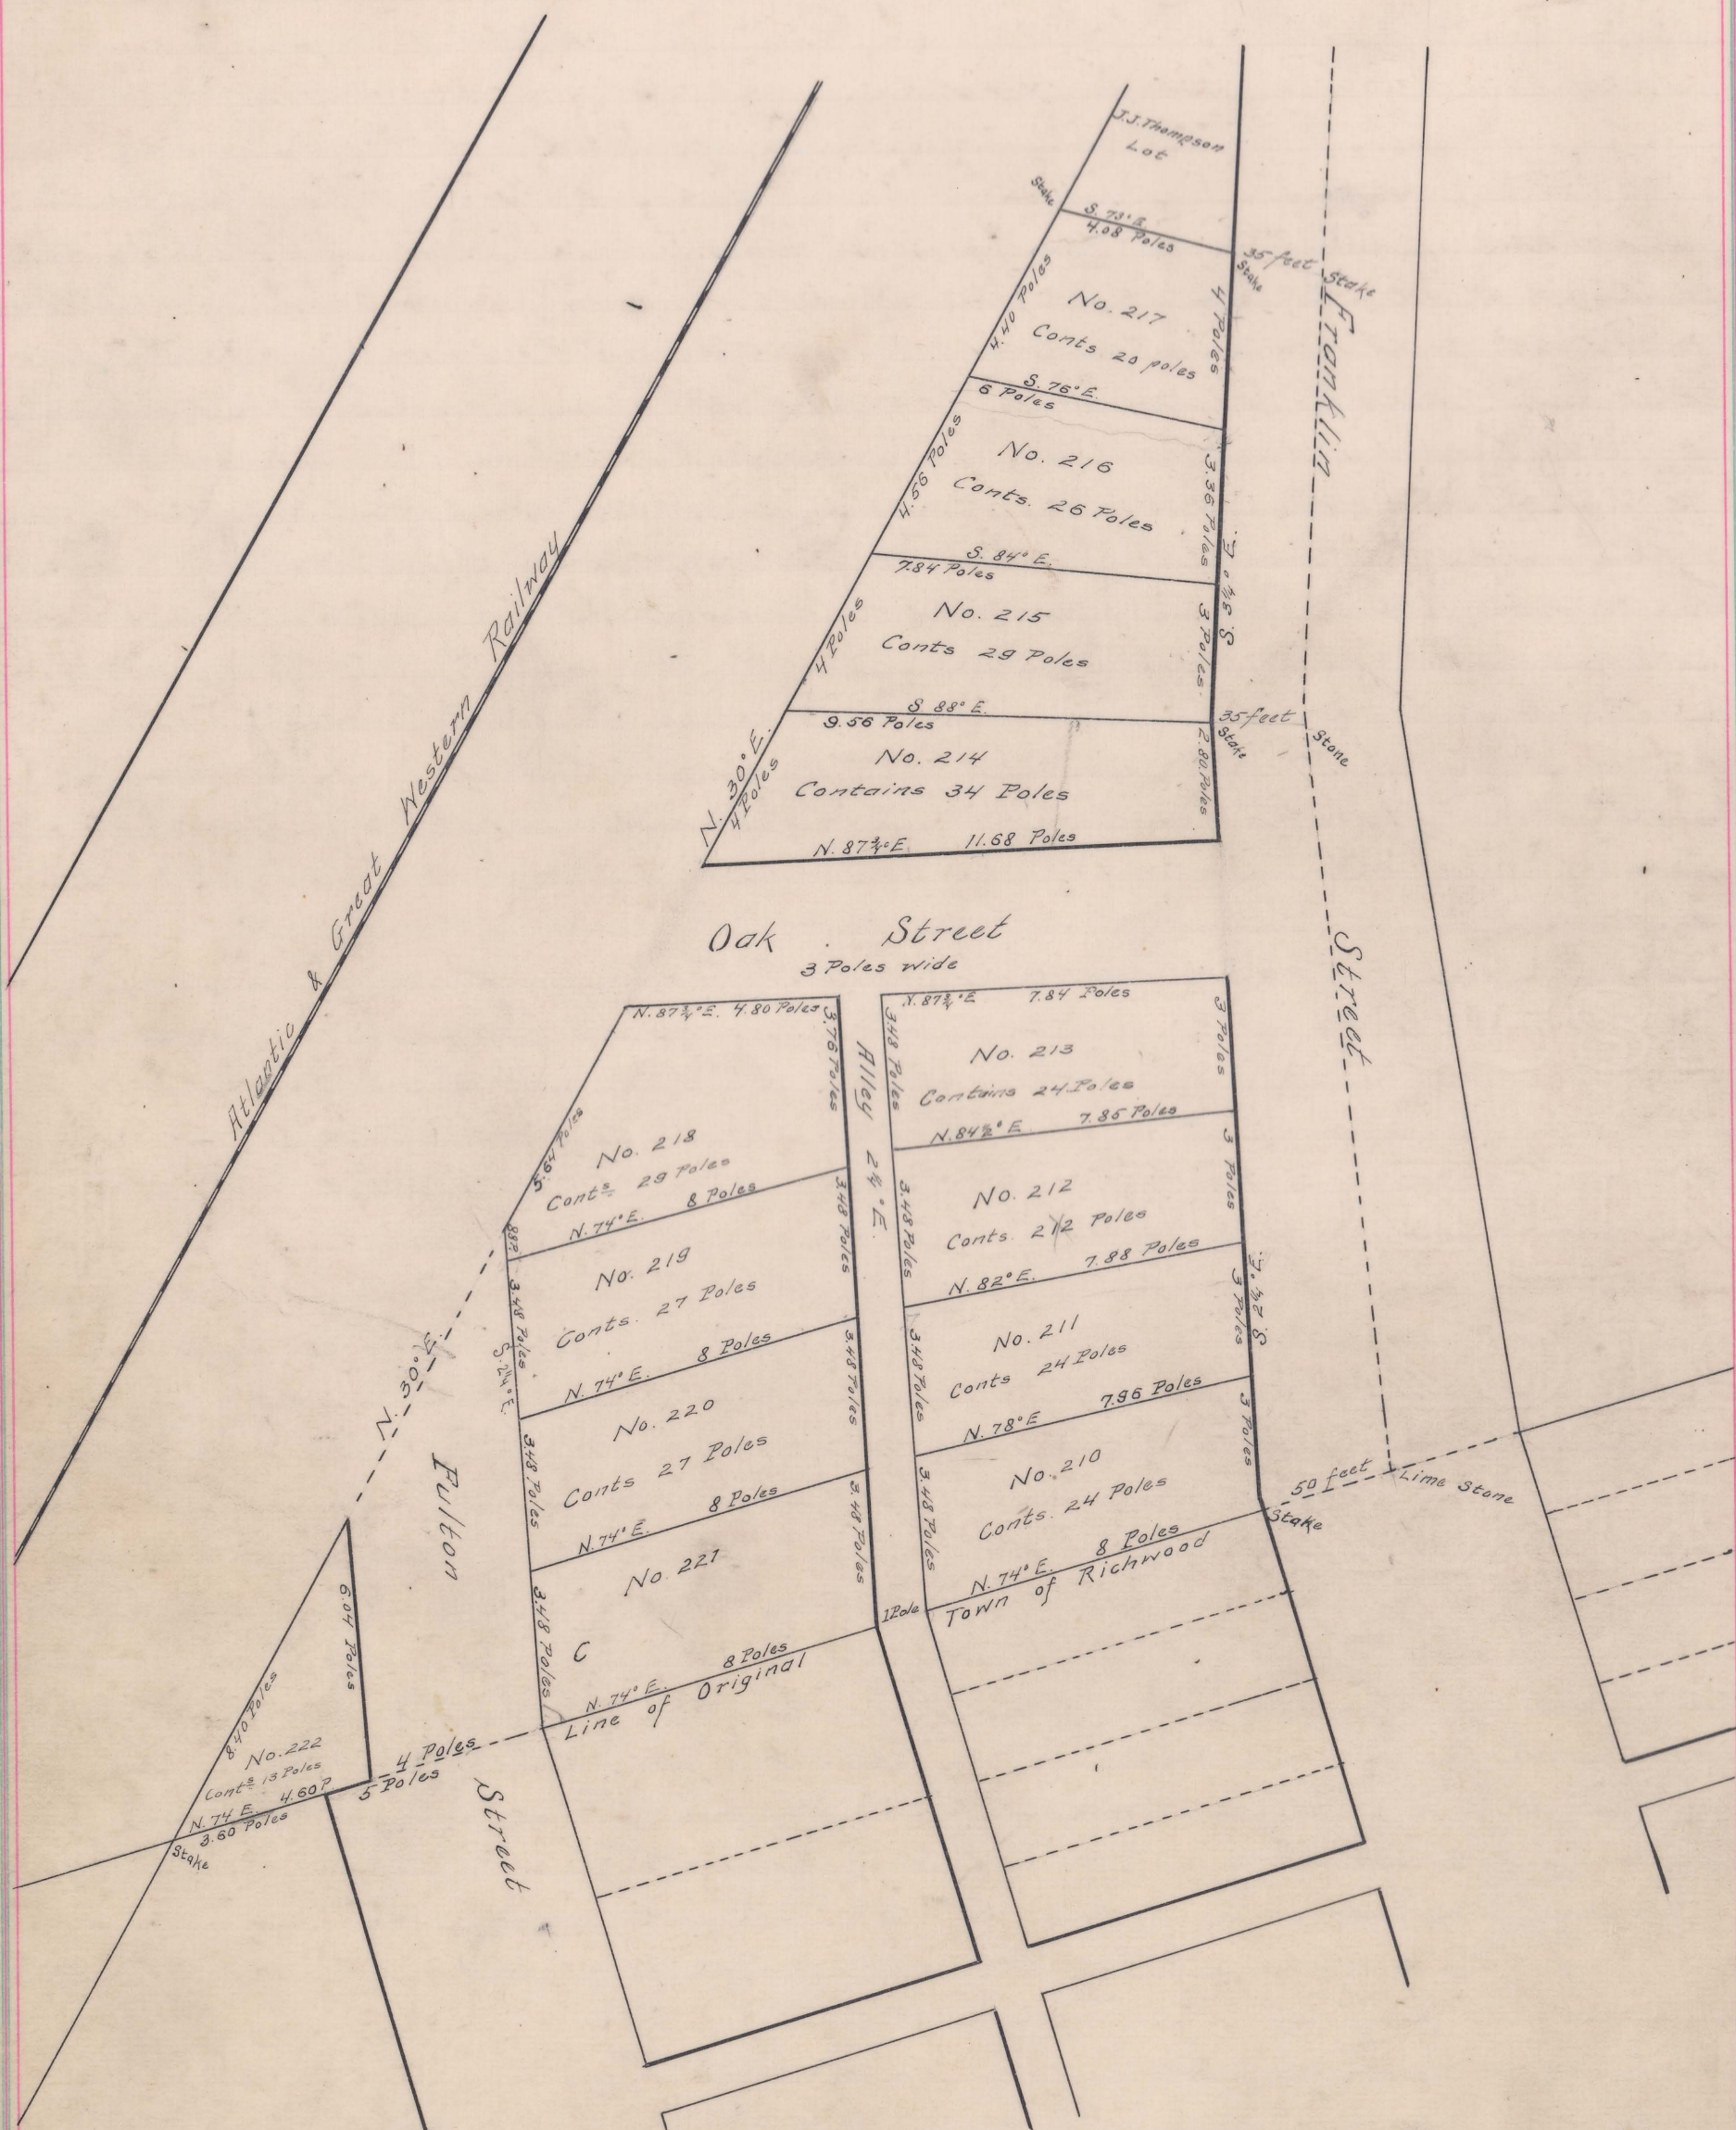 J.J. Thompson
Lot
Stake
S. 73° E.
4.08 Poles
35 feet
Stake
Stake
4.40 Poles
No. 217
Conts 20 poles
4 Poles
Franklin
S. 76° E.
6 Poles
4.56 Poles
No. 216
Conts. 26 Poles
3.36 Poles
S. 84° E.
7.84 Poles
4 Poles
No. 215
Conts 29 Poles
3 Poles
S 88° E.
9.56 Poles
35 feet
Stake
Stone
N. 30° E.
4 Poles
No. 214
Contains 34 Poles
2.80 Poles
N. 87¾° E. 11.68 Poles
Atlantic & Great Western Railway
Oak Street
3 Poles wide
Street
N. 87¾° E. 4.80 Poles
N. 87¾° E 7.84 Poles
3.76 Poles
Alley 2¾° E.
3.48 Poles
No. 213
Contains 24 Poles
3 Poles
N. 84½° E. 7.85 Poles
5.64 Poles
No. 218
Conts 29 Poles
N. 74° E. 8 Poles
3.48 Poles
3.48 Poles
No. 212
Conts. 212 Poles
3 Poles
N. 82° E. 7.88 Poles
.88P
3.48 Poles
No. 219
Conts. 27 Poles
N. 74° E. 8 Poles
3.48 Poles
3.48 Poles
No. 211
Conts 24 Poles
3 Poles
N. 78° E 7.96 Poles
N. 30° E.
No. 220
Conts 27 Poles
3.48 Poles
N. 74° E. 8 Poles
3.48 Poles
3.48 Poles
No. 210
Conts. 24 Poles
3 Poles
50 feet
Lime Stone
Stake
N. 74° E. 8 Poles
Town of Richwood
1 Pole
Fulton
No. 221
3.48 Poles
C
N. 74° E. 8 Poles
Line of Original
6.04 Poles
8.40 Poles
No. 222
Conts 13 Poles
N. 74 E. 4.60 P
3.60 Poles
Stake
4 Poles
5 Poles
Street